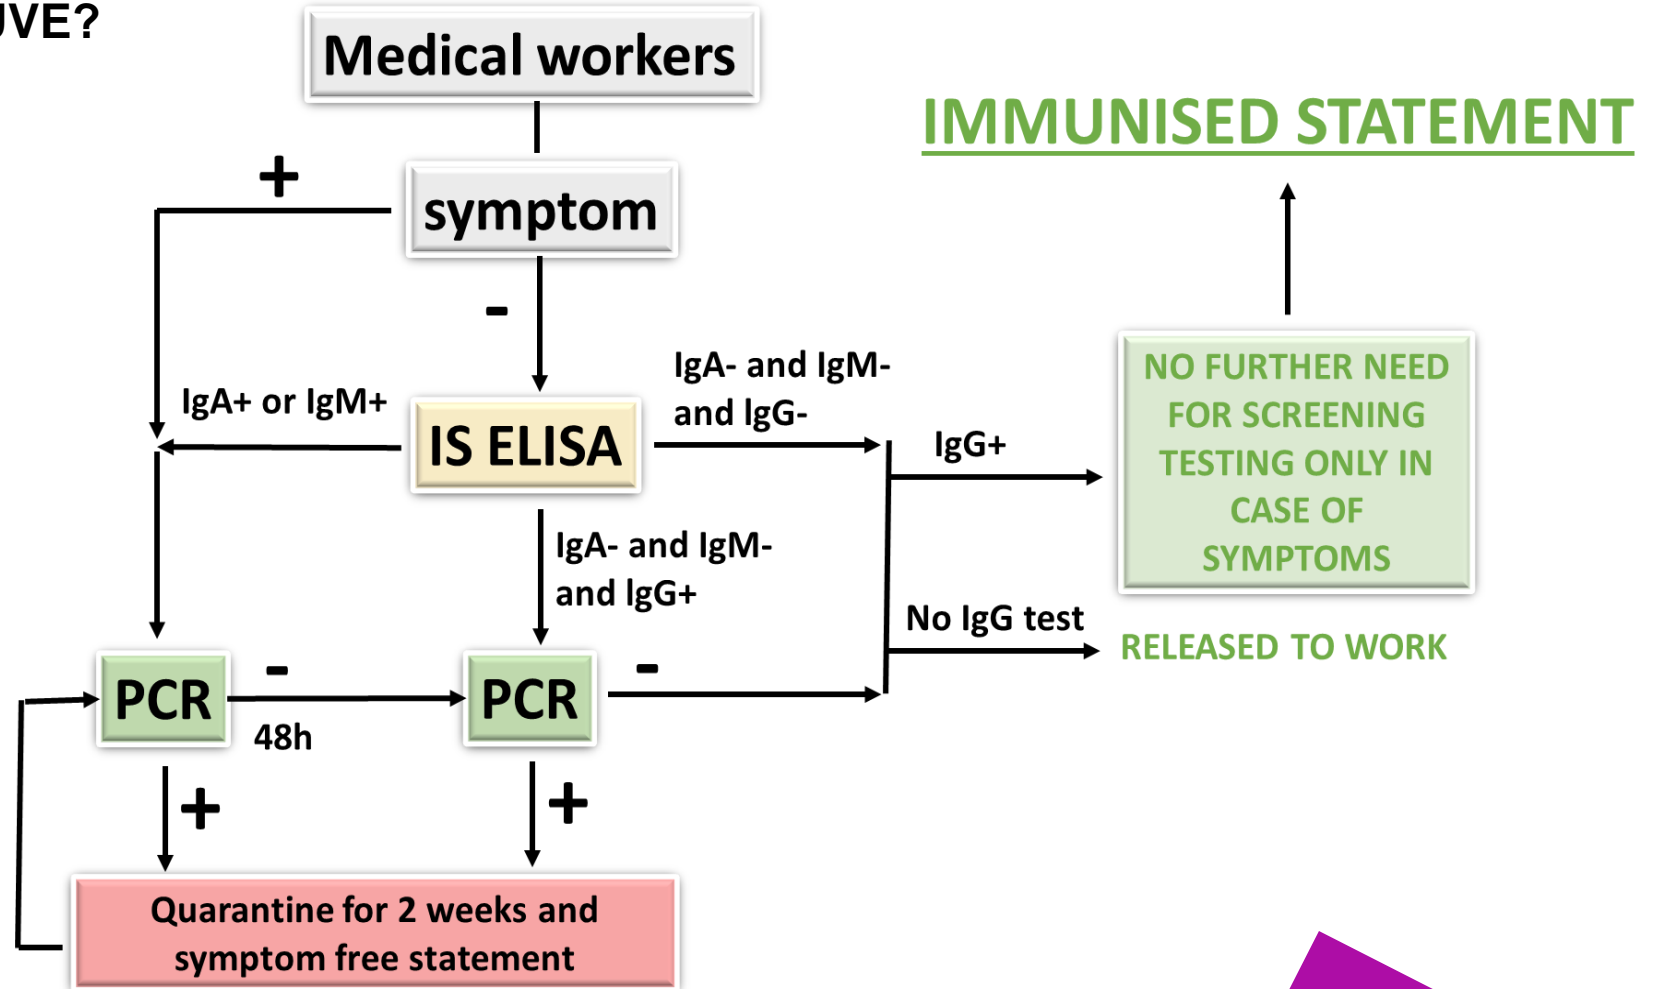 UVE?
Medical workers
IMMUNISED STATEMENT
+
symptom
-
IgA- and IgM-
and IgG-
IgA+ or IgM+
IS ELISA
IgG+
NO FURTHER NEED
FOR SCREENING
TESTING ONLY IN
CASE OF
SYMPTOMS
IgA- and IgM-
and IgG+
No IgG test
RELEASED TO WORK
PCR
-
48h
PCR
-
+
+
Quarantine for 2 weeks and
symptom free statement